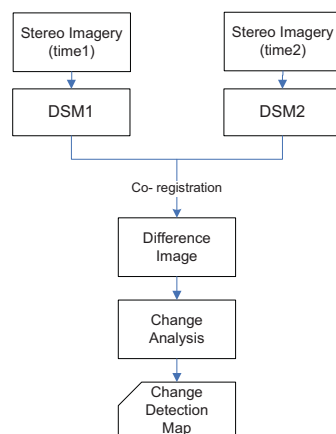 Stereo Imagery
(time1)
Stereo Imagery
(time2)
DSM1
DSM2
Co- registration
Difference
Image
Change
Analysis
Change
Detection
Map